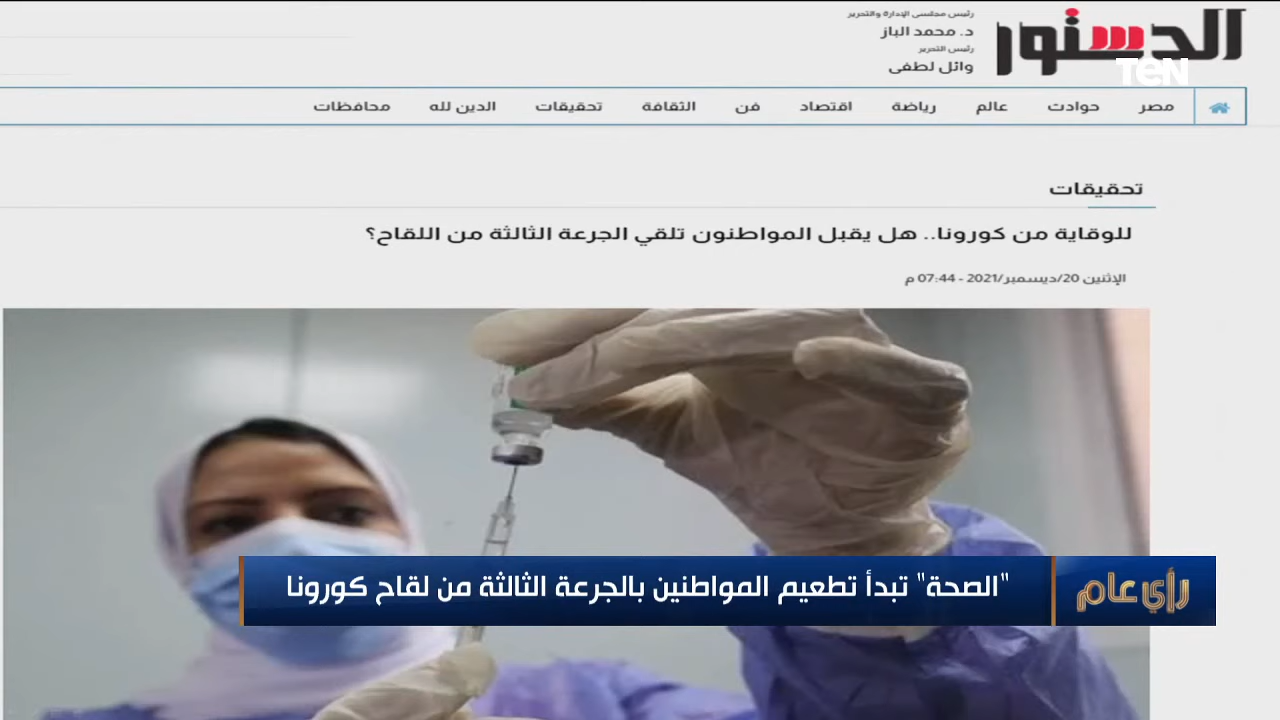 الدستور
TEN
رئيس مجلسي الإدارة والتحرير
د. محمد الباز
رئيس التحرير
وائل لطفى
مصر حوادث عالم رياضة اقتصاد فن الثقافة تحقيقات الدين لله محافظات
تحقيقات
للوقاية من كورونا.. هل يقبل المواطنون تلقي الجرعة الثالثة من اللقاح؟
الإثنين 20/ديسمبر/2021 - 07:44 م
رأي عام
"الصحة" تبدأ تطعيم المواطنين بالجرعة الثالثة من لقاح كورونا